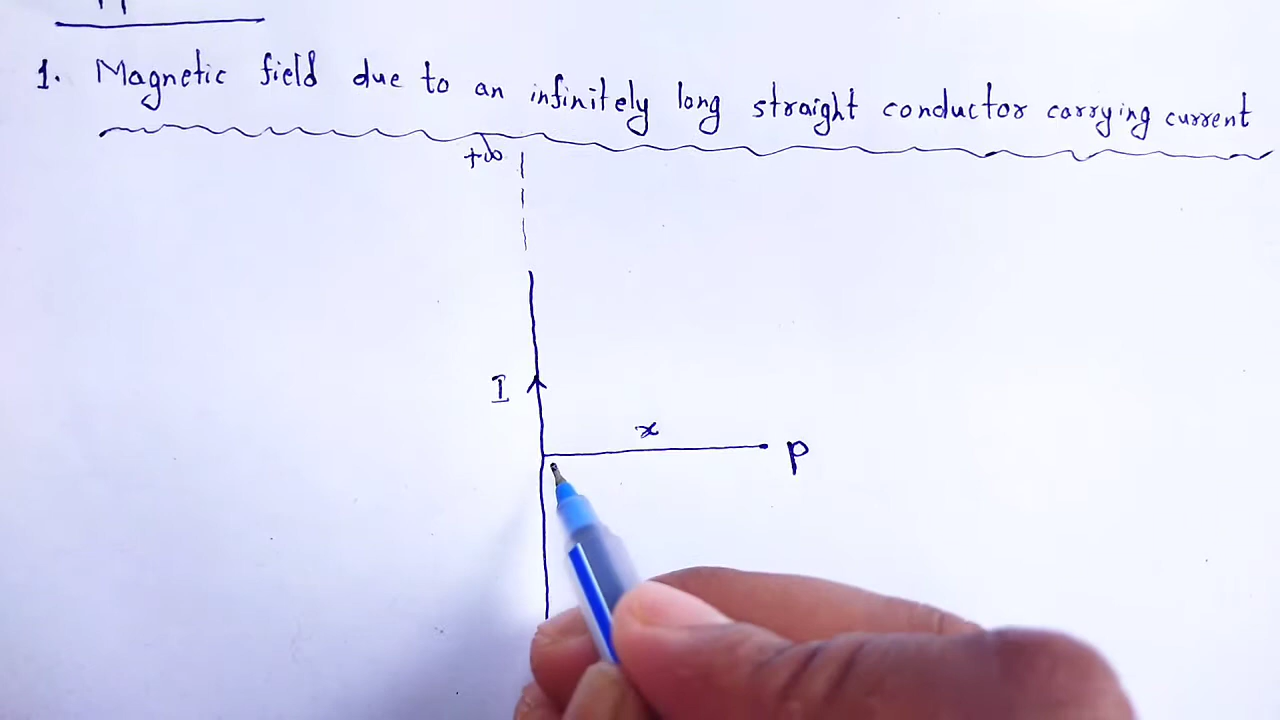 1. Magnetic field due to an infinitely long straight conductor carrying current
+∞
I
x
P